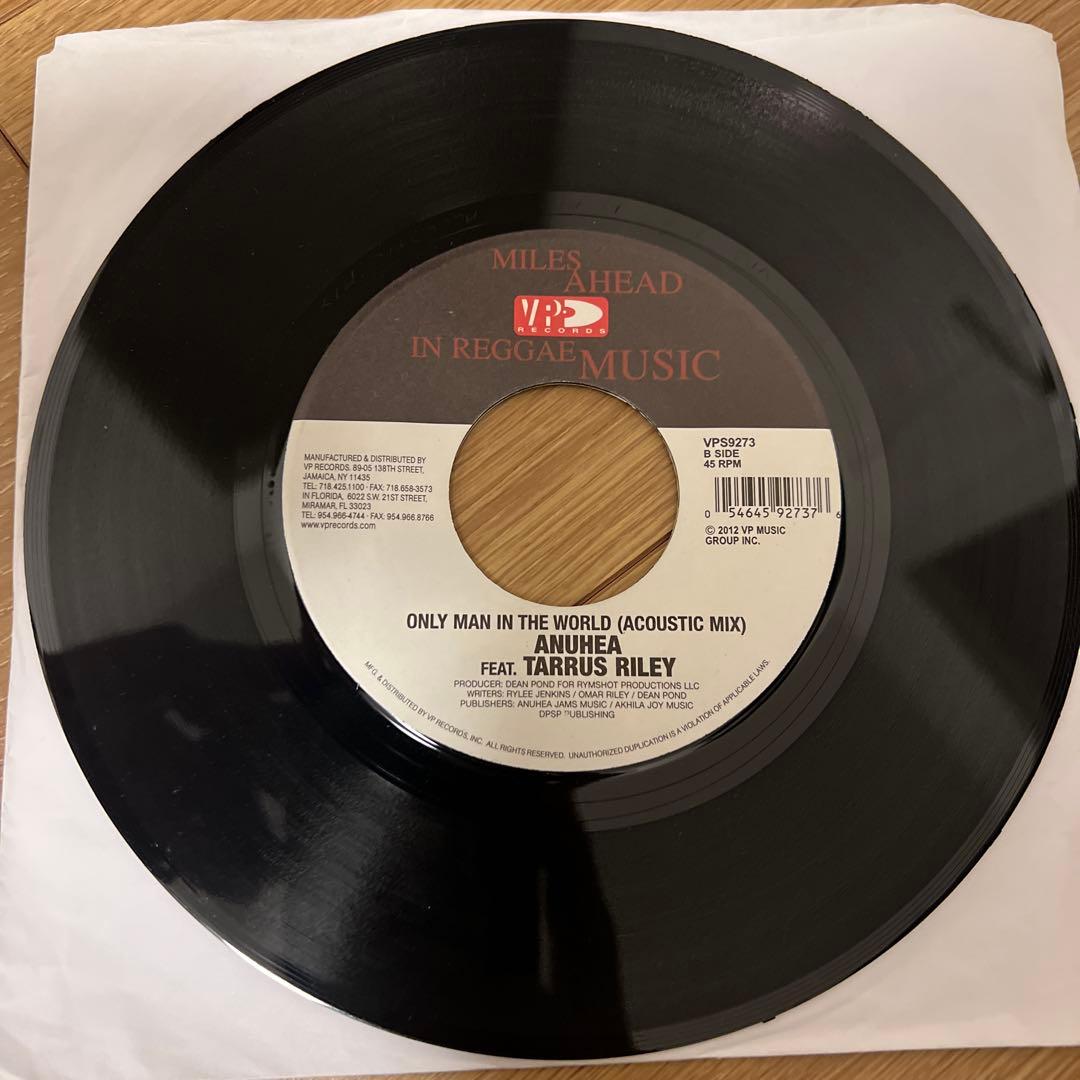 MILES
AHEAD
VP
RECORDS
IN REGGAE MUSIC
MANUFACTURED & DISTRIBUTED BY
VP RECORDS. 89-05 138TH STREET,
JAMAICA, NY 11435
TEL: 718.425.1100 · FAX: 718.658-3573
IN FLORIDA, 6022 S.W. 21ST STREET,
MIRAMAR, FL 33023
TEL: 954.966-4744 · FAX: 954.966.8766
www.vprecords.com
VPS9273
B SIDE
45 RPM
0 54645 92737 6
© 2012 VP MUSIC
GROUP INC.
ONLY MAN IN THE WORLD (ACOUSTIC MIX)
ANUHEA
FEAT. TARRUS RILEY
PRODUCER: DEAN POND FOR RYMSHOT PRODUCTIONS LLC
WRITERS: RYLEE JENKINS / OMAR RILEY / DEAN POND
PUBLISHERS: ANUHEA JAMS MUSIC / AKHILA JOY MUSIC
DPSP PUBLISHING
MFG. & DISTRIBUTED BY VP RECORDS, INC. ALL RIGHTS RESERVED. UNAUTHORIZED DUPLICATION IS A VIOLATION OF APPLICABLE LAWS.